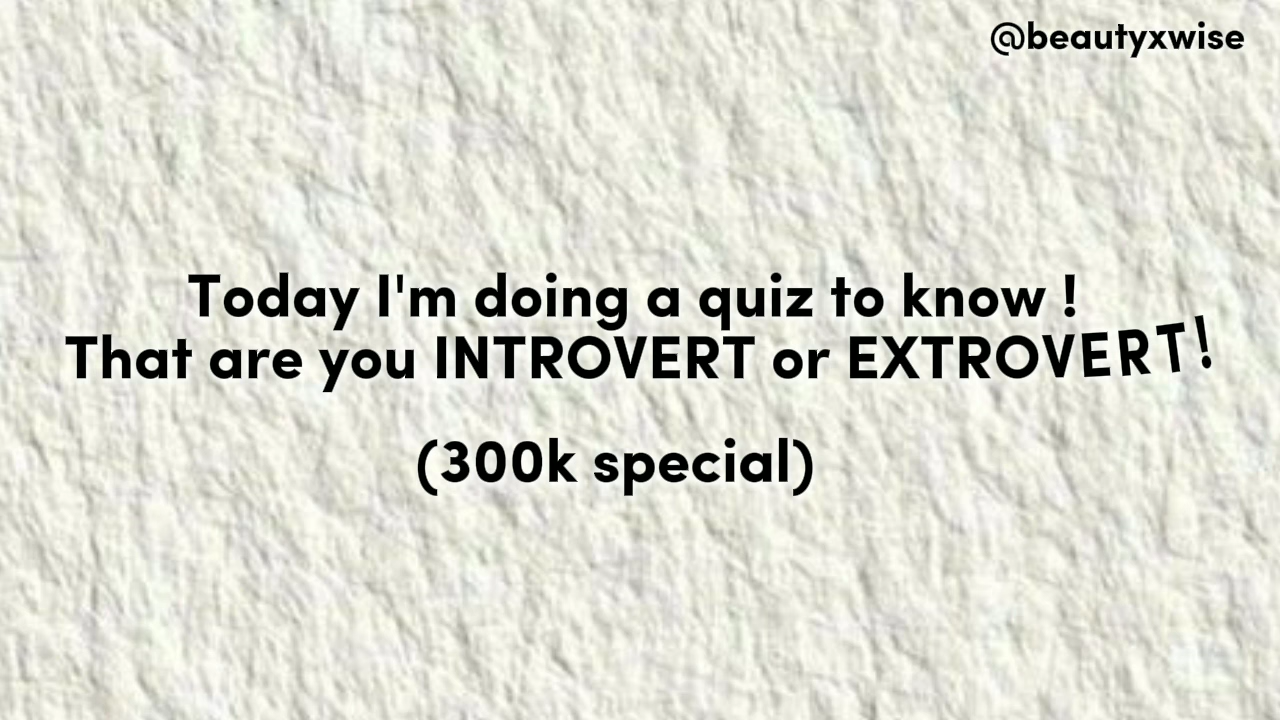 @beautyxwise
Today I'm doing a quiz to know !
That are you INTROVERT or EXTROVERT!
(300k special)